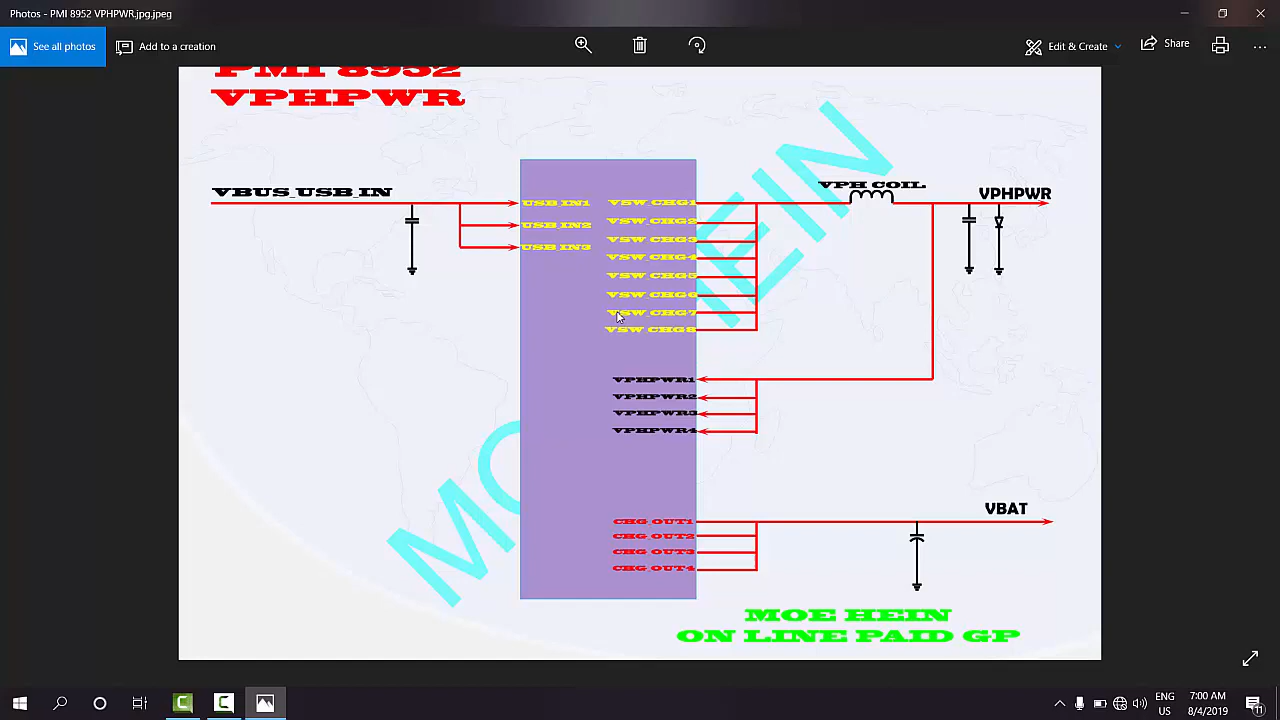 Photos - PMI 8952 VPHPWR.jpg.jpeg
See all photos
Add to a creation
Edit & Create
Share
PMI 8952
VPHPWR
MOE HEIN
VBUS_USB_IN
USB IN1
USB IN2
USB IN3
VSW_CHG1
VSW_CHG2
VSW_CHG3
VSW_CHG4
VSW_CHG5
VSW_CHG6
VSW_CHG7
VSW_CHG8
VPH COIL
VPHPWR
VPHPWR1
VPHPWR2
VPHPWR3
VPHPWR4
CHG_OUT1
CHG_OUT2
CHG_OUT3
CHG_OUT4
VBAT
MOE HEIN
ON LINE PAID GP
ENG
US
7:00 AM
8/4/2019
11